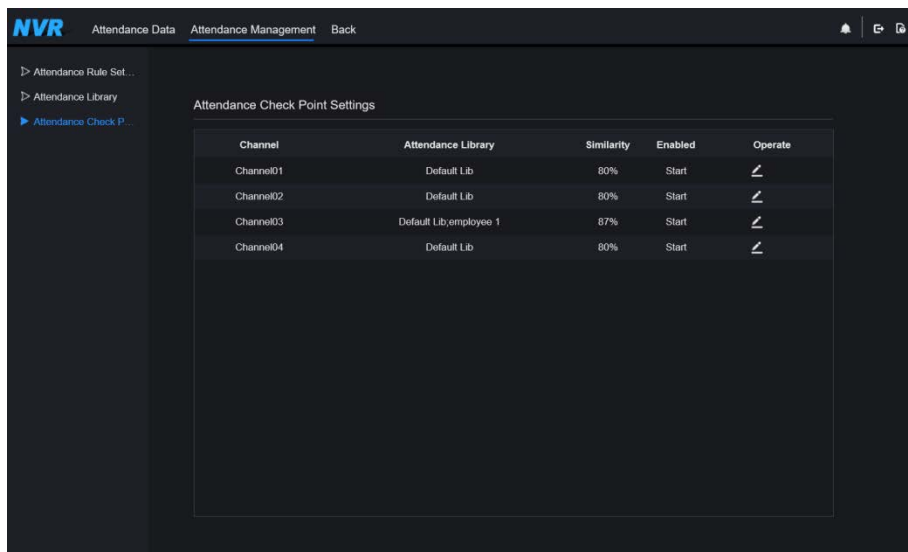 NVR Attendance Data Attendance Management Back
Attendance Rule Set...
Attendance Library
Attendance Check P...
Attendance Check Point Settings
Channel Attendance Library Similarity Enabled Operate
Channel01 Default Lib 80% Start
Channel02 Default Lib 80% Start
Channel03 Default Lib;employee 1 87% Start
Channel04 Default Lib 80% Start